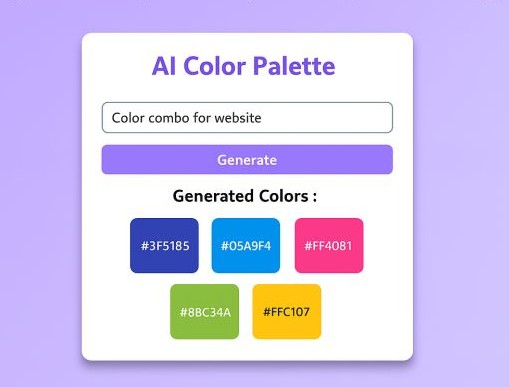 AI Color Palette
Color combo for website
Generate
Generated Colors :
#3F5185 #05A9F4 #FF4081
#8BC34A #FFC107